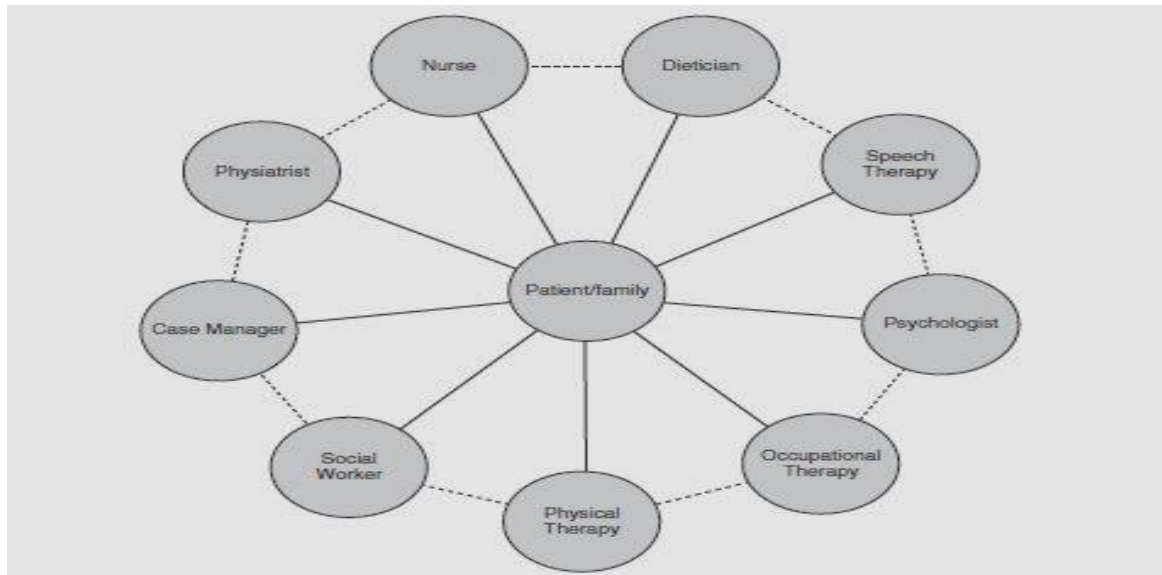 Nurse
Dietician
Speech
Therapy
Physiatrist
Patient/family
Case Manager
Psychologist
Social
Worker
Occupational
Therapy
Physical
Therapy